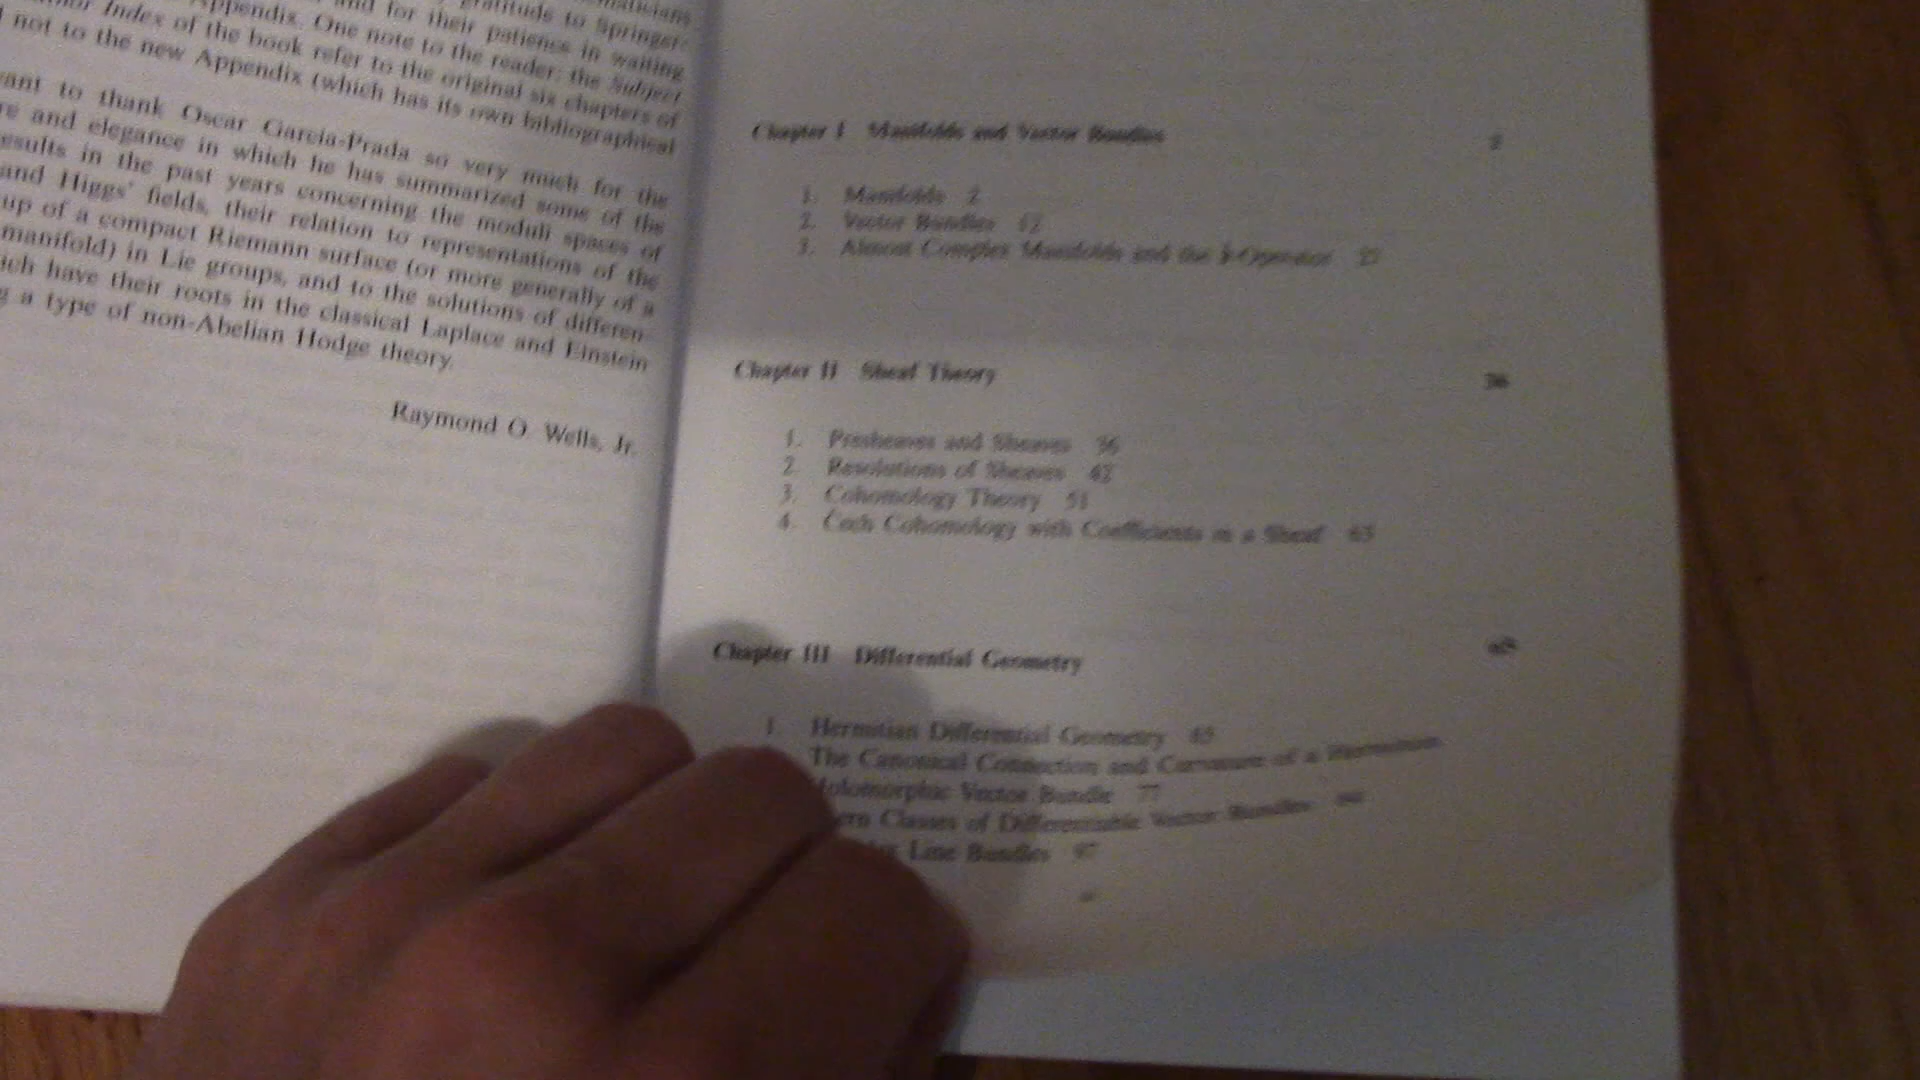 gratitude to Springer-
Appendix. and for their patience in waiting
Index of the book One note to the reader: the Subject
not to the new Appendix refer to the original six chapters of
(which has its own bibliographical
want to thank Oscar Garcia-Prada so very much for the
and elegance in which he has summarized some of the
results in the past years concerning the moduli spaces of
and Higgs' fields, their relation to representations of the
up of a compact Riemann surface (or more generally of a
manifold) in Lie groups, and to the solutions of differen-
which have their roots in the classical Laplace and Einstein
a type of non-Abelian Hodge theory.
Raymond O. Wells, Jr.
Chapter I Manifolds and Vector Bundles
1. Manifolds 2
2. Vector Bundles 12
3. Almost Complex Manifolds and the ∂̄-Operator
Chapter II Sheaf Theory 36
1. Presheaves and Sheaves 36
2. Resolutions of Sheaves 42
3. Cohomology Theory 51
4. Čech Cohomology with Coefficients in a Sheaf 63
Chapter III Differential Geometry
1. Hermitian Differential Geometry 65
The Canonical Connection and Curvature of a Hermitian
Holomorphic Vector Bundle 77
Classes of Differentiable Vector Bundles
Line Bundles 97